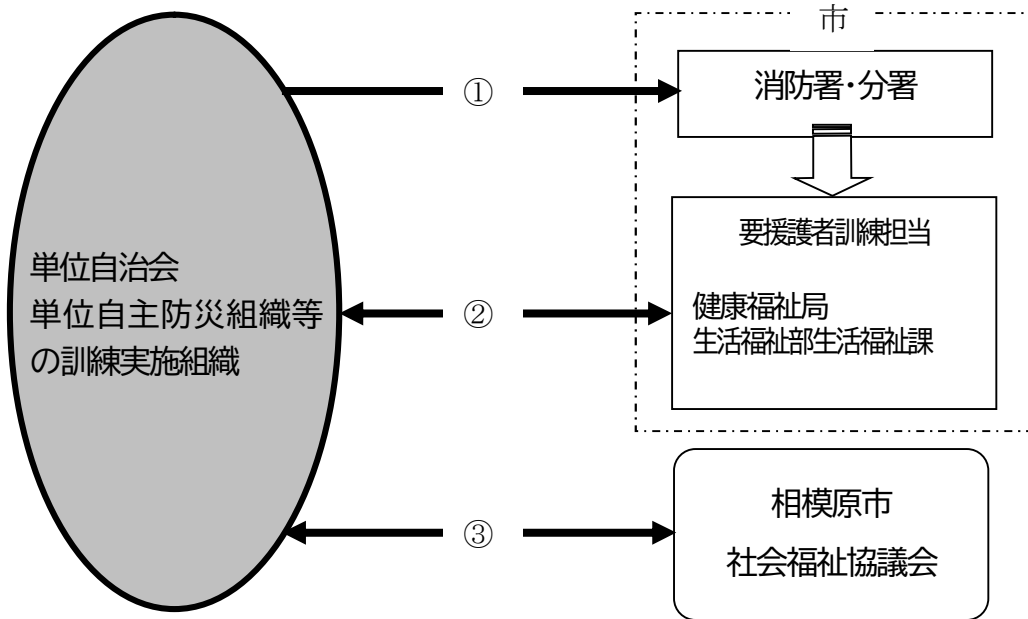 市
①
消防署・分署
要援護者訓練担当
単位自治会
単位自主防災組織等
の訓練実施組織
②
健康福祉局
生活福祉部生活福祉課
③
相模原市
社会福祉協議会